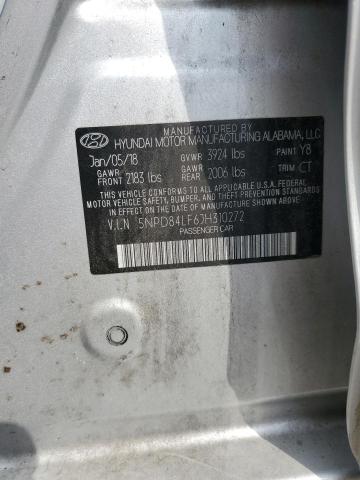 MANUFACTURED BY
HYUNDAI MOTOR MANUFACTURING ALABAMA, LLC
Jan/05/18 GVWR 3924 lbs PAINT Y8
GAWR FRONT 2183 lbs GAWR REAR 2006 lbs TRIM CT
THIS VEHICLE CONFORMS TO ALL APPLICABLE U.S.A. FEDERAL
MOTOR VEHICLE SAFETY, BUMPER, AND THEFT PREVENTION STANDARDS
IN EFFECT ON THE DATE OF MANUFACTURE SHOWN ABOVE.
V.I.N 5NPD84LF6JH310272
PASSENGER CAR